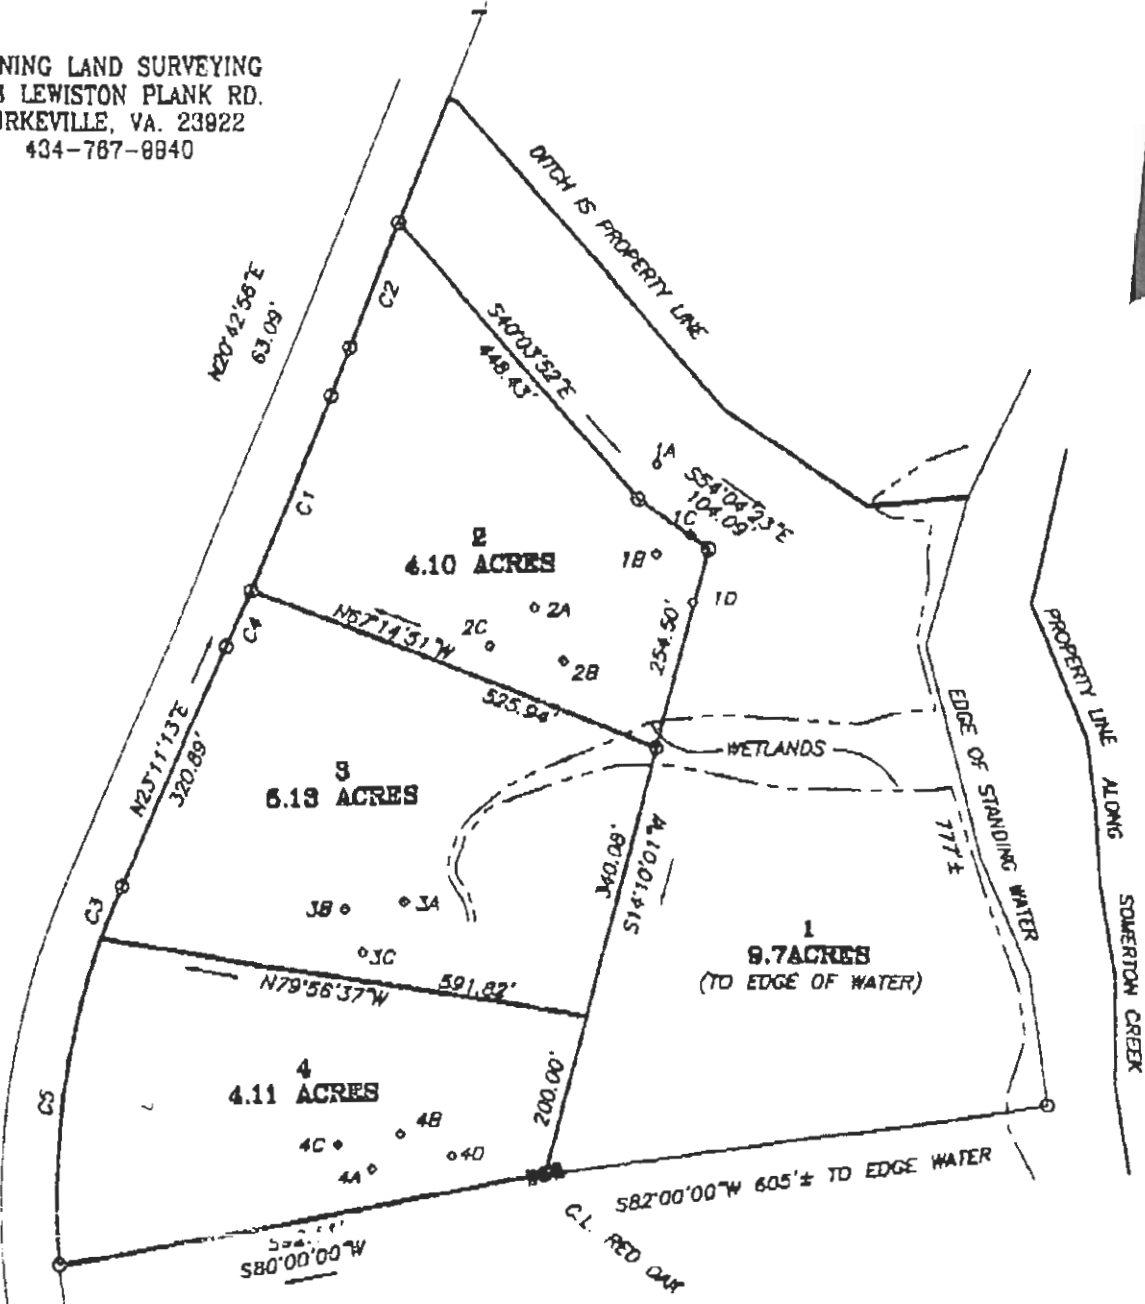 NING LAND SURVEYING
LEWISTON PLANK RD.
RKEVILLE, VA. 23922
434-767-8840
DITCH IS PROPERTY LINE
N20°42'56"E
63.09'
C2
S40°03'52"E
448.43'
1A
S54°04'23"E
104.09'
1C
C1
2
4.10 ACRES
1B
1D
2A
N67°14'51"W
2C
2B
254.50'
C4
525.94'
PROPERTY LINE ALONG SOMERTON CREEK
N23°11'13"E
320.89'
WETLANDS
EDGE OF STANDING WATER
3
6.13 ACRES
777'±
340.08'
S14°10'01"W
3B
3A
C3
3C
1
9.7ACRES
(TO EDGE OF WATER)
N79°56'37"W
591.82'
4
4.11 ACRES
C5
200.00'
4B
4C
4D
4A
S82°00'00"W 605'± TO EDGE WATER
C.L. RED OAK
S80°00'00"W